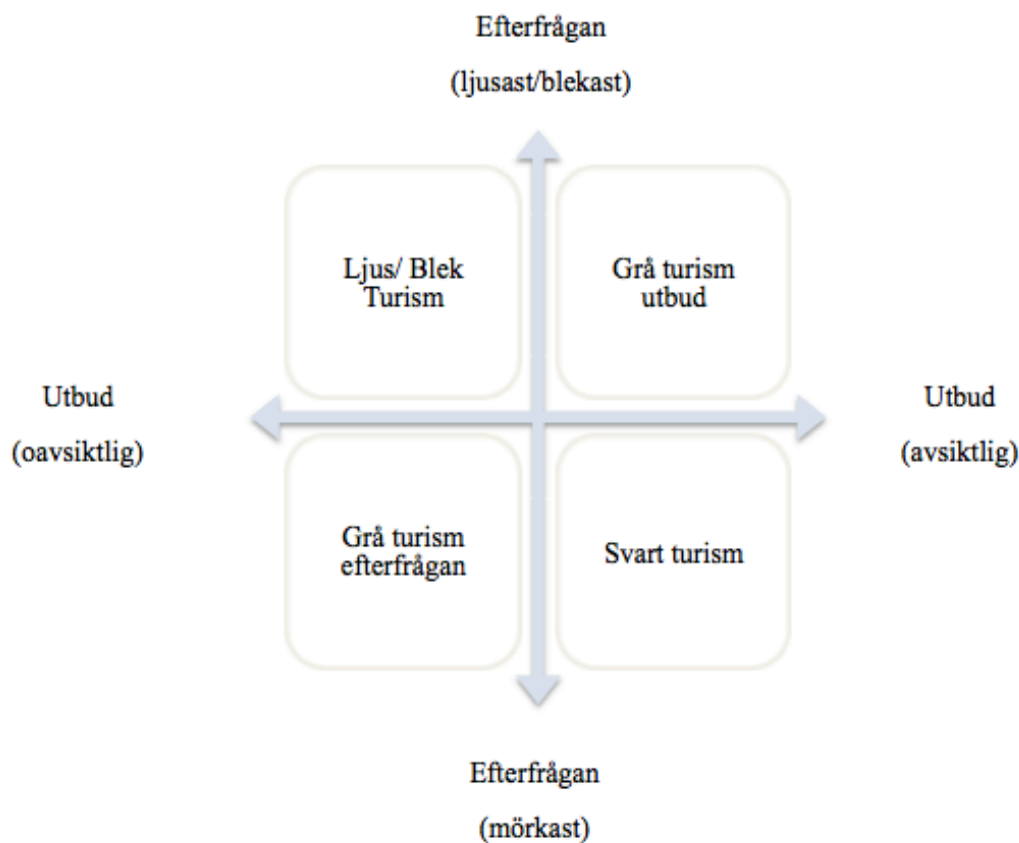 Efterfrågan
(ljusast/blekast)
Ljus/ Blek
Turism
Grå turism
utbud
Utbud
(oavsiktlig)
Utbud
(avsiktlig)
Grå turism
efterfrågan
Svart turism
Efterfrågan
(mörkast)